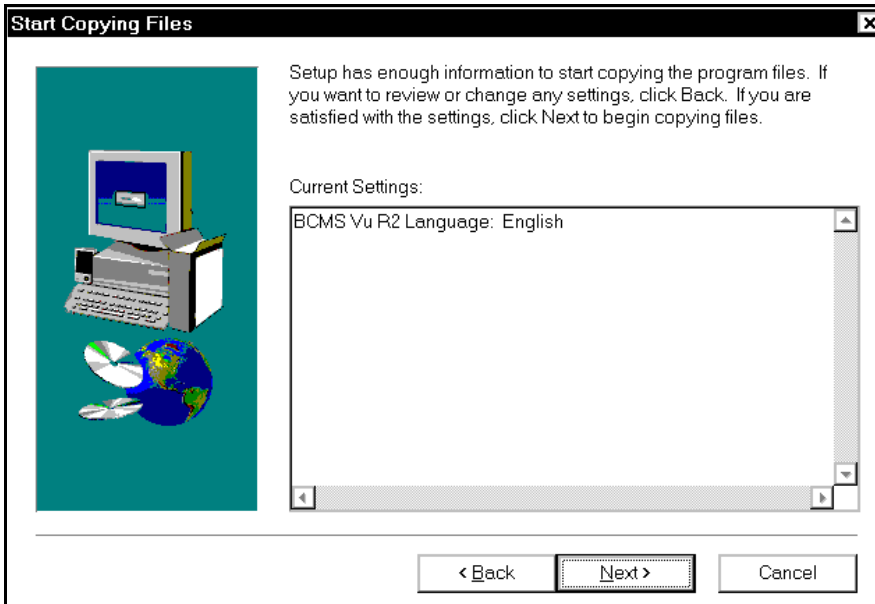 Start Copying Files
Setup has enough information to start copying the program files. If
you want to review or change any settings, click Back. If you are
satisfied with the settings, click Next to begin copying files.
Current Settings:
BCMS Vu R2 Language: English
< Back
Next >
Cancel